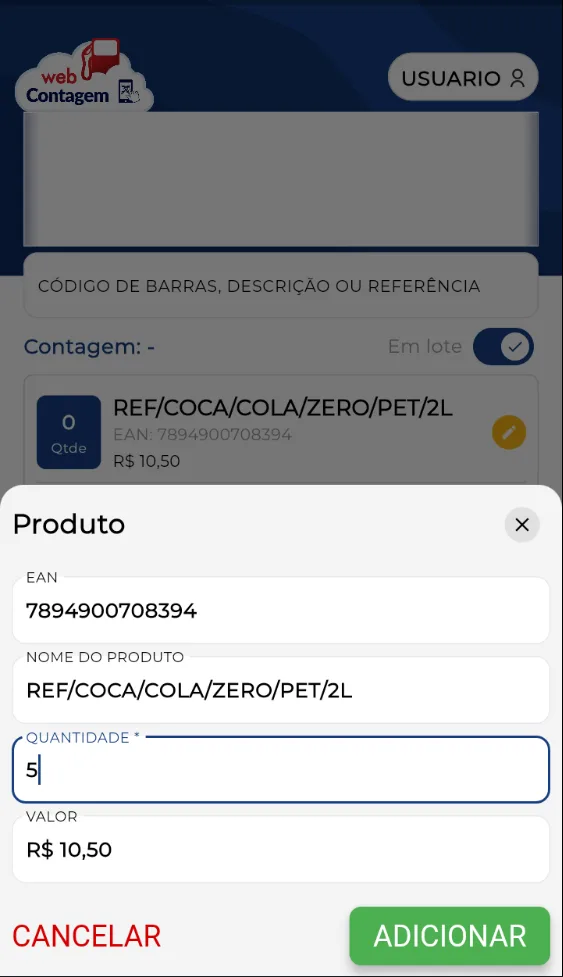 web
Contagem
USUARIO
CÓDIGO DE BARRAS, DESCRIÇÃO OU REFERÊNCIA
Contagem: -
Em lote
0
Qtde
REF/COCA/COLA/ZERO/PET/2L
EAN: 7894900708394
R$ 10,50
Produto
EAN
7894900708394
NOME DO PRODUTO
REF/COCA/COLA/ZERO/PET/2L
QUANTIDADE *
5
VALOR
R$ 10,50
CANCELAR
ADICIONAR